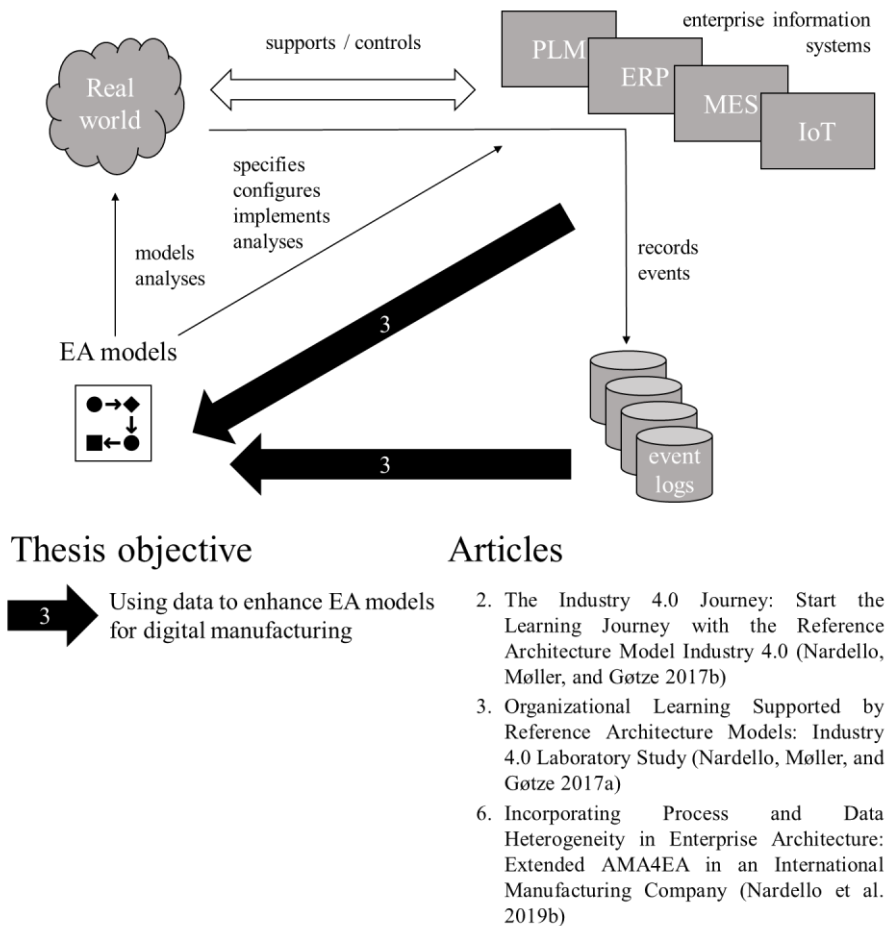 supports / controls
enterprise information
systems
PLM
ERP
MES
IoT
Real
world
specifies
configures
implements
analyses
models
analyses
records
events
3
EA models
3
event
logs
Thesis objective
3
Using data to enhance EA models
for digital manufacturing
Articles
2. The Industry 4.0 Journey: Start the
Learning Journey with the Reference
Architecture Model Industry 4.0 (Nardello,
Møller, and Gøtze 2017b)
3. Organizational Learning Supported by
Reference Architecture Models: Industry
4.0 Laboratory Study (Nardello, Møller, and
Gøtze 2017a)
6. Incorporating Process and Data
Heterogeneity in Enterprise Architecture:
Extended AMA4EA in an International
Manufacturing Company (Nardello et al.
2019b)